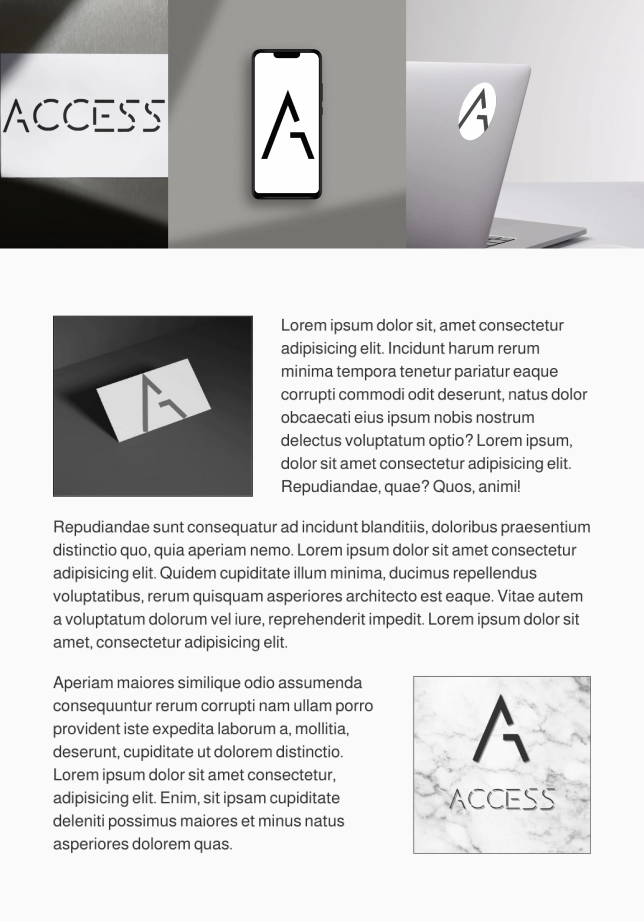 ACCESS
A
A
A
Lorem ipsum dolor sit, amet consectetur
adipisicing elit. Incidunt harum rerum
minima tempora tenetur pariatur eaque
corrupti commodi odit deserunt, natus dolor
obcaecati eius ipsum nobis nostrum
delectus voluptatum optio? Lorem ipsum,
dolor sit amet consectetur adipisicing elit.
Repudiandae, quae? Quos, animi!
Repudiandae sunt consequatur ad incidunt blanditiis, doloribus praesentium
distinctio quo, quia aperiam nemo. Lorem ipsum dolor sit amet consectetur
adipisicing elit. Quidem cupiditate illum minima, ducimus repellendus
voluptatibus, rerum quisquam asperiores architecto est eaque. Vitae autem
a voluptatum dolorum vel iure, reprehenderit impedit. Lorem ipsum dolor sit
amet, consectetur adipisicing elit.
Aperiam maiores similique odio assumenda
consequuntur rerum corrupti nam ullam porro
provident iste expedita laborum a, mollitia,
deserunt, cupiditate ut dolorem distinctio.
Lorem ipsum dolor sit amet consectetur,
adipisicing elit. Enim, sit ipsam cupiditate
deleniti possimus maiores et minus natus
asperiores dolorem quas.
A
ACCESS